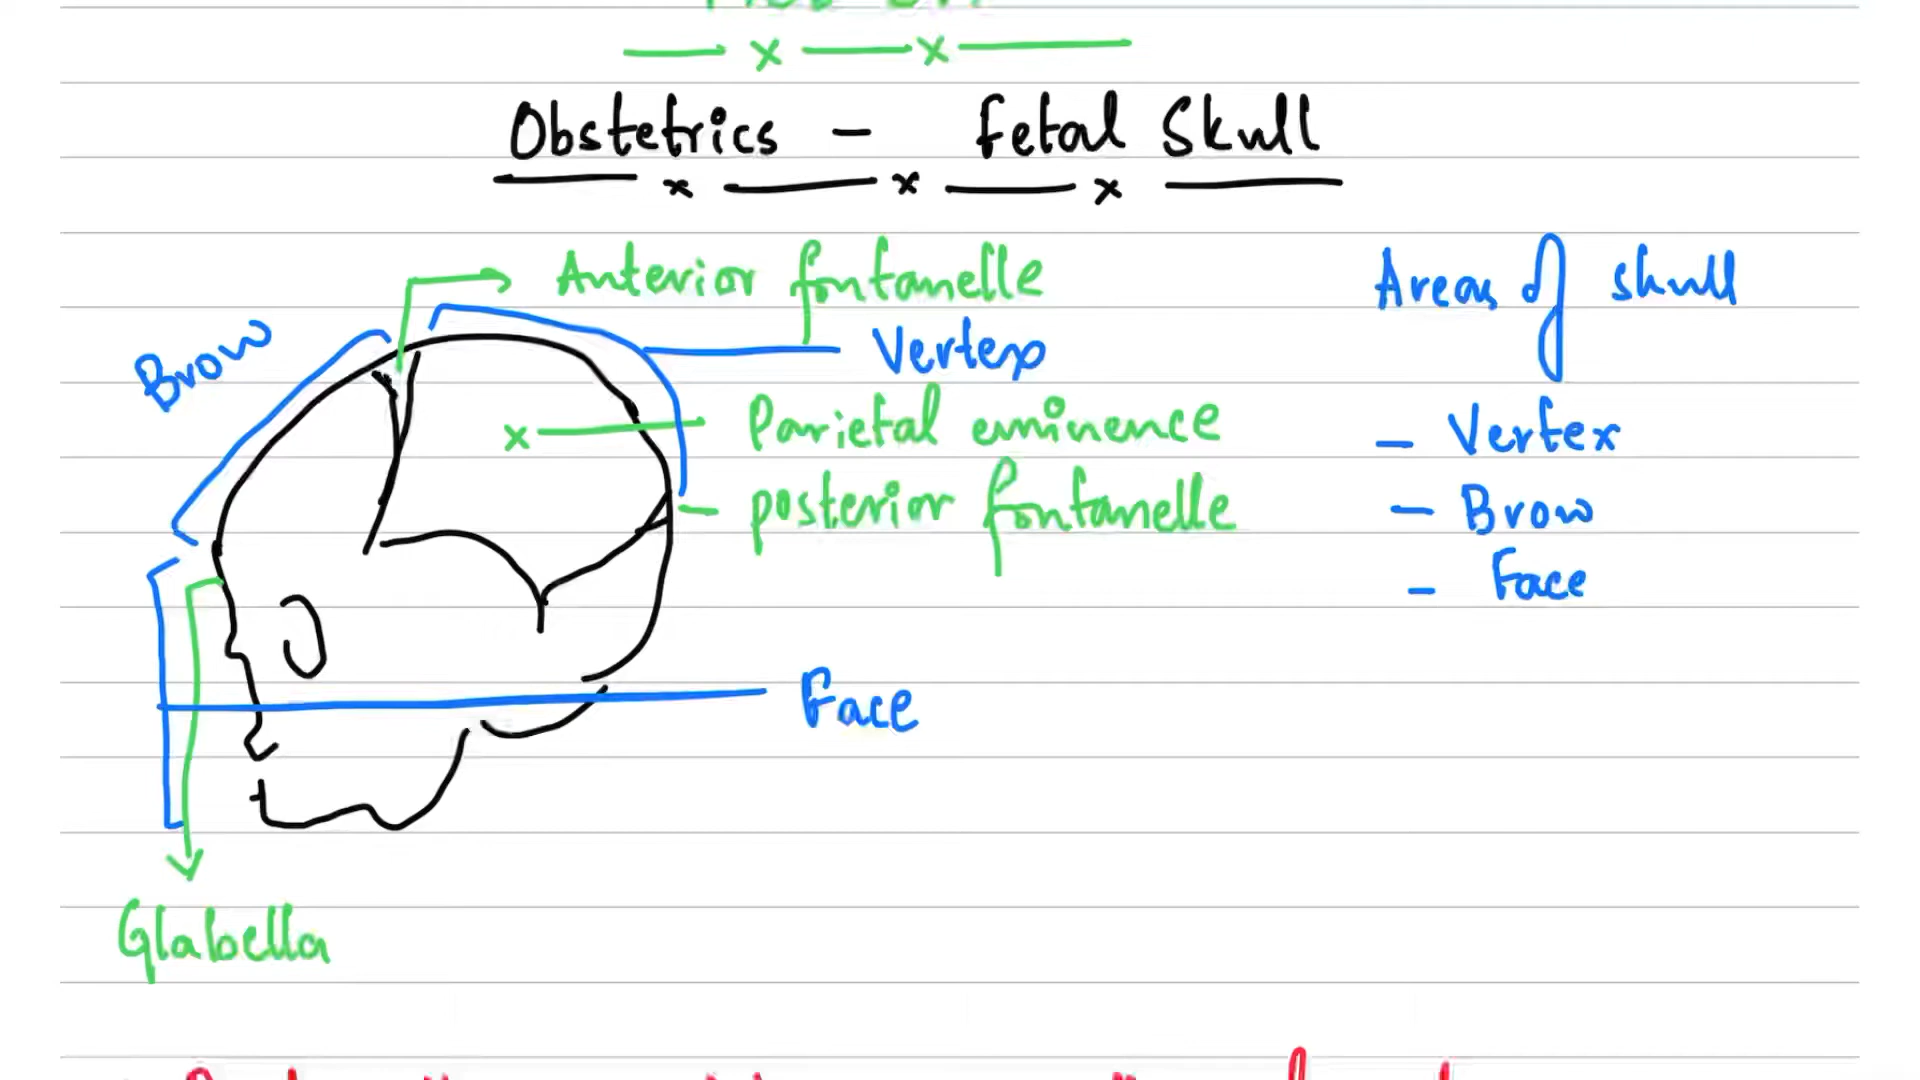 Obstetrics - Fetal Skull
Anterior fontanelle
Areas of skull
Brow
Vertex
Parietal eminence
- Vertex
posterior fontanelle
- Brow
- Face
Face
Glabella